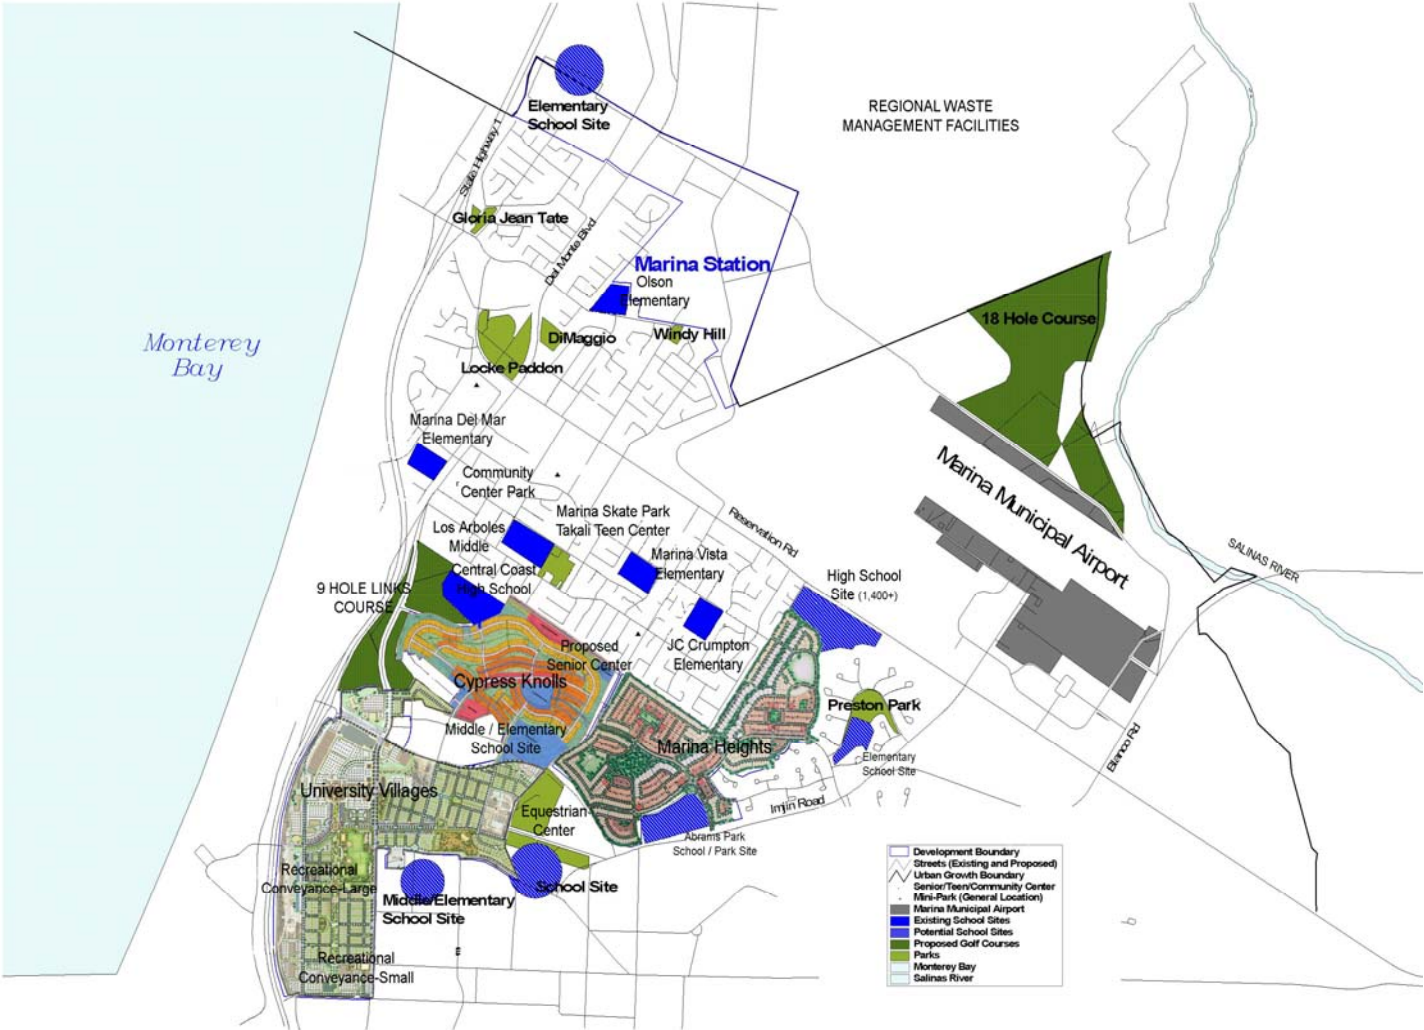 REGIONAL WASTE
MANAGEMENT FACILITIES
Elementary
School Site
State Highway 1
Gloria Jean Tate
Del Monte Blvd
Marina Station
Olson
Elementary
18 Hole Course
Monterey
Bay
DiMaggio
Windy Hill
Locke Paddon
Marina Del Mar
Elementary
Community
Center Park
Marina Municipal Airport
Marina Skate Park
Takali Teen Center
Reservation Rd
Los Arboles
Middle
Marina Vista
Elementary
SALINAS RIVER
Central Coast
High School
High School
Site (1,400+)
9 HOLE LINKS
COURSE
Proposed
Senior Center
JC Crumpton
Elementary
Cypress Knolls
Preston Park
Middle / Elementary
School Site
Marina Heights
Elementary
School Site
Blanco Rd
University Villages
Imjin Road
Equestrian
Center
Abrams Park
School / Park Site
Recreational
Conveyance-Large
School Site
Middle/Elementary
School Site
Recreational
Conveyance-Small
Development Boundary
Streets (Existing and Proposed)
Urban Growth Boundary
Senior/Teen/Community Center
Mini-Park (General Location)
Marina Municipal Airport
Existing School Sites
Potential School Sites
Proposed Golf Courses
Parks
Monterey Bay
Salinas River